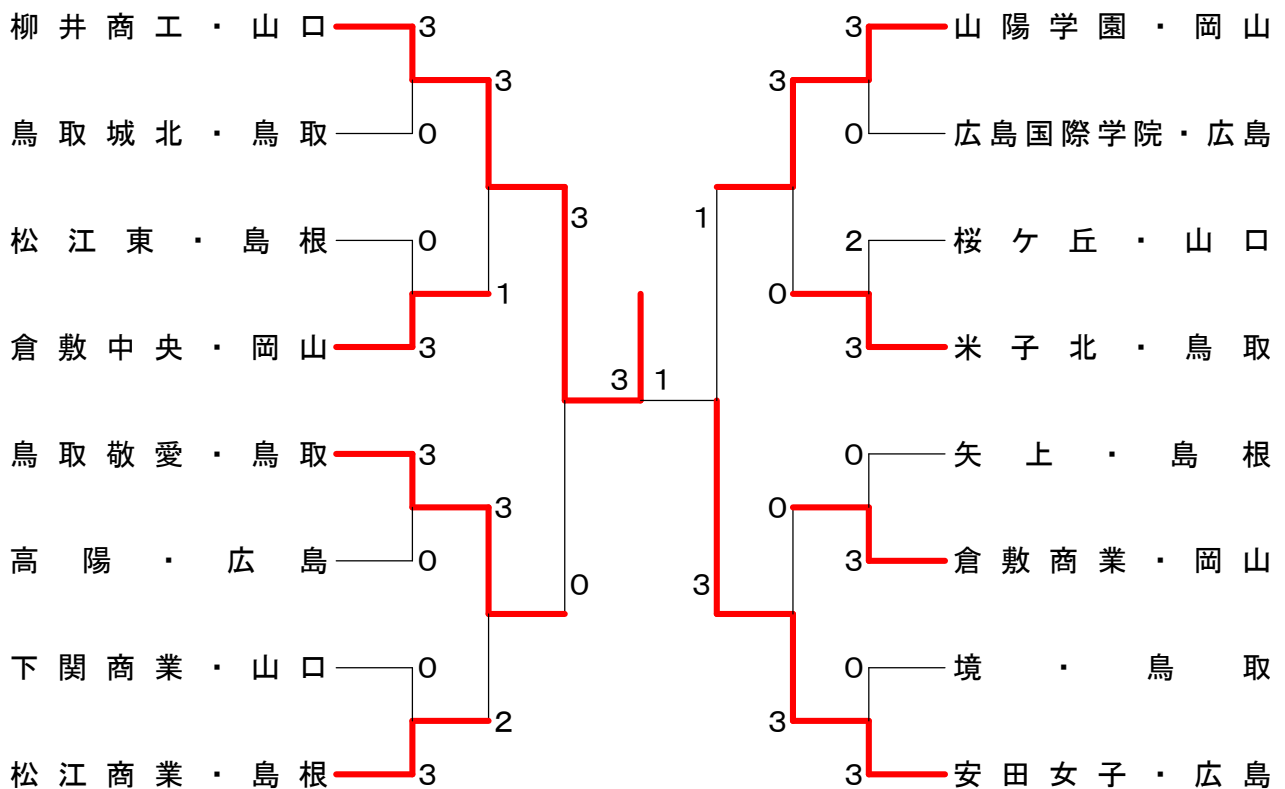 柳井商工・山口 3 3 山陽学園・岡山
3 3
鳥取城北・鳥取 0 0 広島国際学院・広島
3 1
松江東・島根 0 2 桜ケ丘・山口
1 0
倉敷中央・岡山 3 3 米子北・鳥取
3 1
鳥取敬愛・鳥取 3 0 矢上・島根
3 0
高陽・広島 0 3 倉敷商業・岡山
0 3
下関商業・山口 0 0 境・鳥取
2 3
松江商業・島根 3 3 安田女子・広島